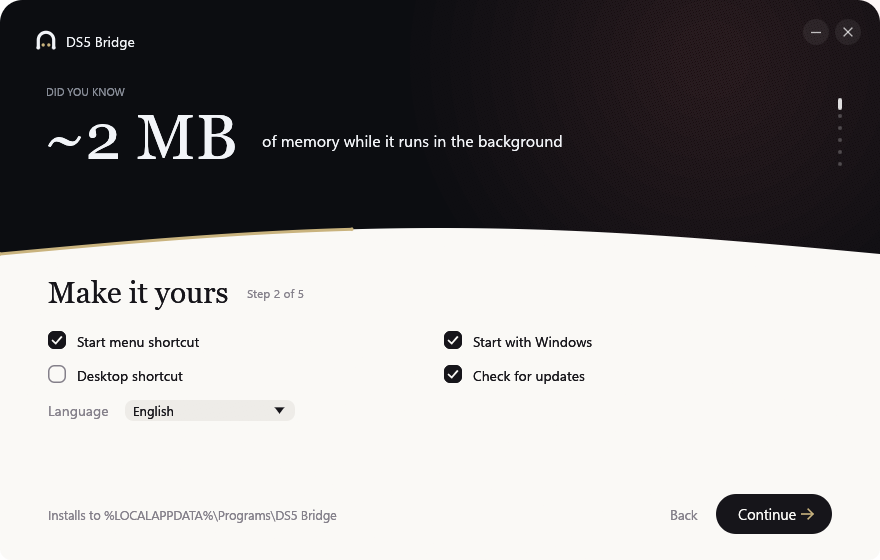 DS5 Bridge
DID YOU KNOW
~2 MB of memory while it runs in the background
Make it yours Step 2 of 5
Start menu shortcut
Start with Windows
Desktop shortcut
Check for updates
Language English
Installs to %LOCALAPPDATA%\Programs\DS5 Bridge
Back
Continue →